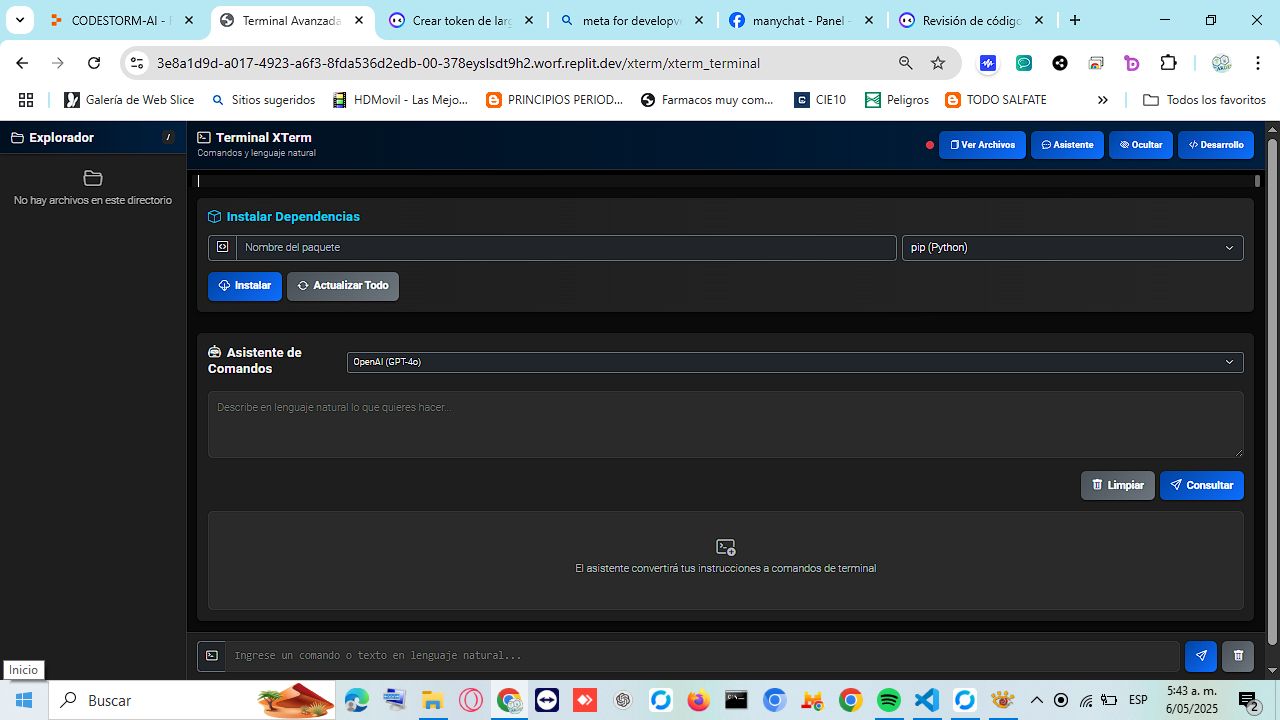 CODESTORM-AI - F
Terminal Avanzada
Crear token de larg
meta for developve
manychat - Panel -
Revisión de código
3e8a1d9d-a017-4923-a6f3-8fda536d2edb-00-378cyslsdt9h2.worf.replit.dev/xterm/xterm_terminal
Galería de Web Slice
Sitios sugeridos
HDMovil - Las Mejo...
PRINCIPIOS PERIOD...
Farmacos muy com...
CIE10
Peligros
TODO SALFATE
Todos los favoritos
Explorador
/
No hay archivos en este directorio
Terminal XTerm
Comandos y lenguaje natural
Ver Archivos
Asistente
Ocultar
Desarrollo
Instalar Dependencias
Nombre del paquete
pip (Python)
Instalar
Actualizar Todo
Asistente de
Comandos
OpenAI (GPT-4o)
Describe en lenguaje natural lo que quieres hacer...
Limpiar
Consultar
El asistente convertirá tus instrucciones a comandos de terminal
Ingrese un comando o texto en lenguaje natural...
Inicio
Buscar
ESP
5:43 a. m.
6/05/2025
2